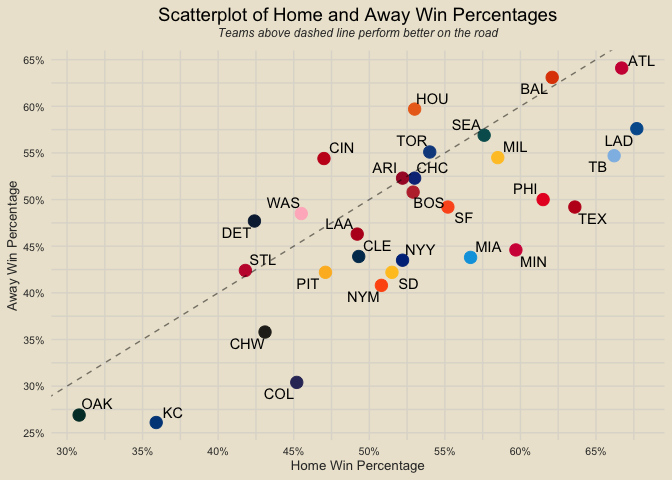 Scatterplot of Home and Away Win Percentages
Teams above dashed line perform better on the road
65%
ATL
BAL
60%
HOU
SEA
TOR
LAD
55%
CIN
MIL
TB
ARI
CHC
50%
WAS
BOS
PHI
SF
TEX
DET
LAA
45%
CLE
NYY
MIA
MIN
STL
PIT
SD
40%
NYM
35%
CHW
30%
COL
OAK
KC
25%
30%
35%
40%
45%
50%
55%
60%
65%
Home Win Percentage
Away Win Percentage